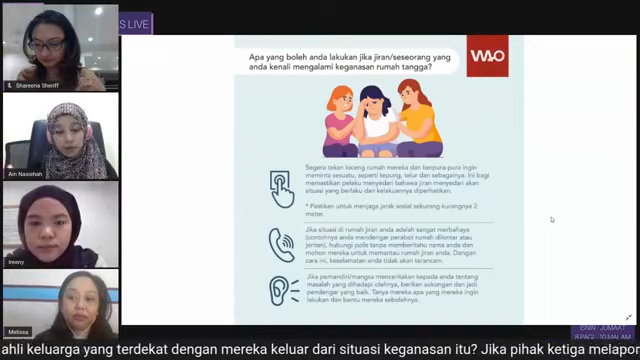 S LIVE
Shareena Sheriff
Ain Nasiehah
Ireeny
Melissa
Apa yang boleh anda lakukan jika jiran/seseorang yang
anda kenali mengalami keganasan rumah tangga?
WAO
Segera tekan loceng rumah mereka dan berpura-pura ingin
meminta sesuatu, seperti tepung, telur dan sebagainya. Ini bagi
memastikan pelaku menyedari bahawa jiran menyedari akan
situasi yang berlaku dan kelakuannya diperhatikan.
* Pastikan untuk menjaga jarak sosial sekurang-kurangnya 2
meter.
Jika situasi di rumah jiran anda adalah sangat merbahaya
(contohnya anda mendengar perabot rumah dilontar atau
jeritan), hubungi polis tanpa memberitahu nama anda dan
mohon mereka untuk memantau rumah jiran anda. Dengan
cara ini, keselamatan anda tidak akan terancam.
Jika pemandiri/mangsa menceritakan kepada anda tentang
masalah yang dihadapi olehnya, berikan sokongan dan jadi
pendengar yang baik. Tanya mereka apa yang mereka ingin
lakukan dan bantu mereka sebolehnya.
ISNIN - JUMAAT
8 PAGI - 10 MALAM
ahli keluarga yang terdekat dengan mereka keluar dari situasi keganasan itu? Jika pihak ketiga melapor